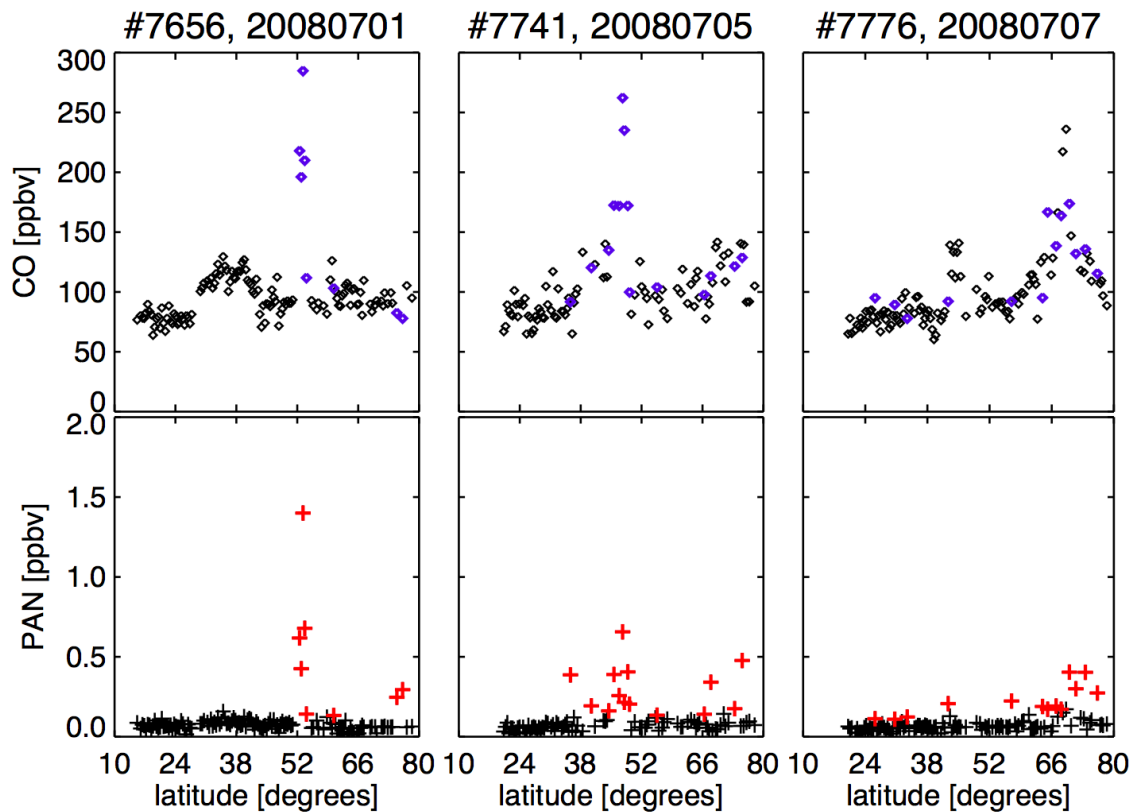 #7656, 20080701 #7741, 20080705 #7776, 20080707
300
250
200
150
100
50
0
CO [ppbv]
2.0
1.5
1.0
0.5
0.0
PAN [ppbv]
10 24 38 52 66 80 10 24 38 52 66 80 10 24 38 52 66 80
latitude [degrees] latitude [degrees] latitude [degrees]